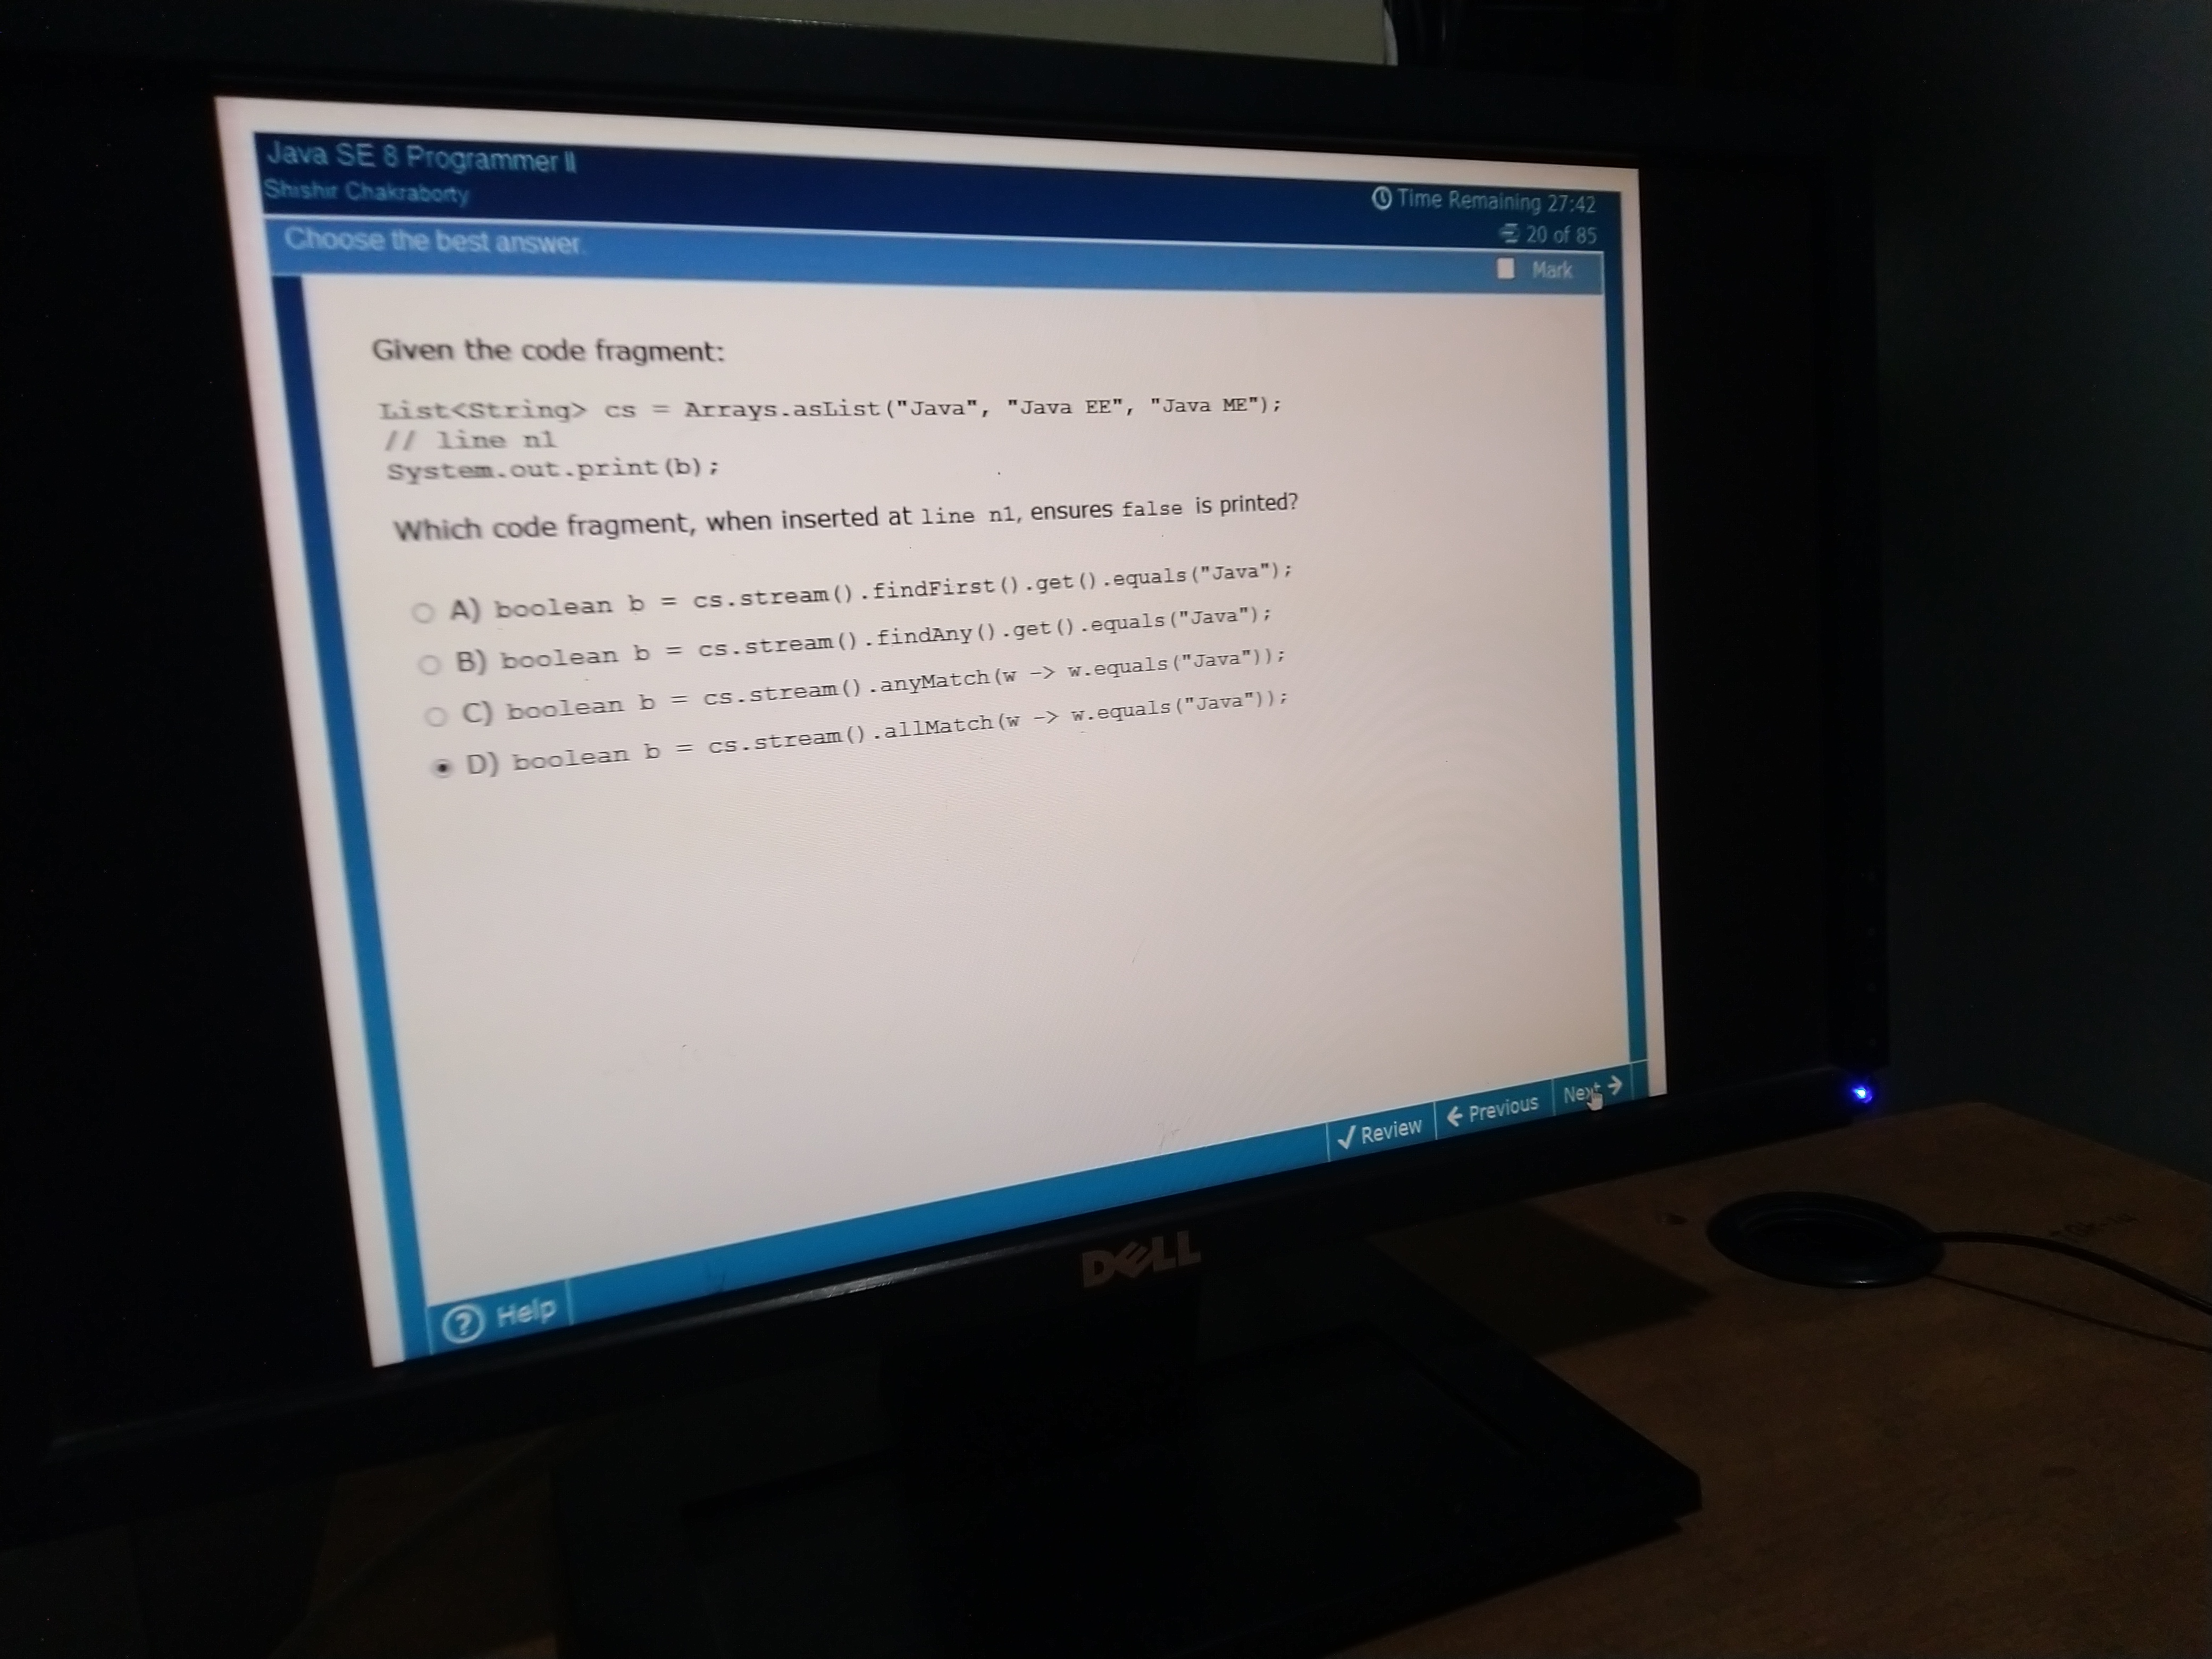 Java SE 8 Programmer II
Shishir Chakraborty
Time Remaining 27:42
20 of 85
Choose the best answer.
Mark
Given the code fragment:
List<String> cs = Arrays.asList("Java", "Java EE", "Java ME");
// line n1
System.out.print(b);
Which code fragment, when inserted at line n1, ensures false is printed?
A) boolean b = cs.stream().findFirst().get().equals("Java");
B) boolean b = cs.stream().findAny().get().equals("Java");
C) boolean b = cs.stream().anyMatch(w -> w.equals("Java"));
D) boolean b = cs.stream().allMatch(w -> w.equals("Java"));
Review
Previous
Next
Help
DELL